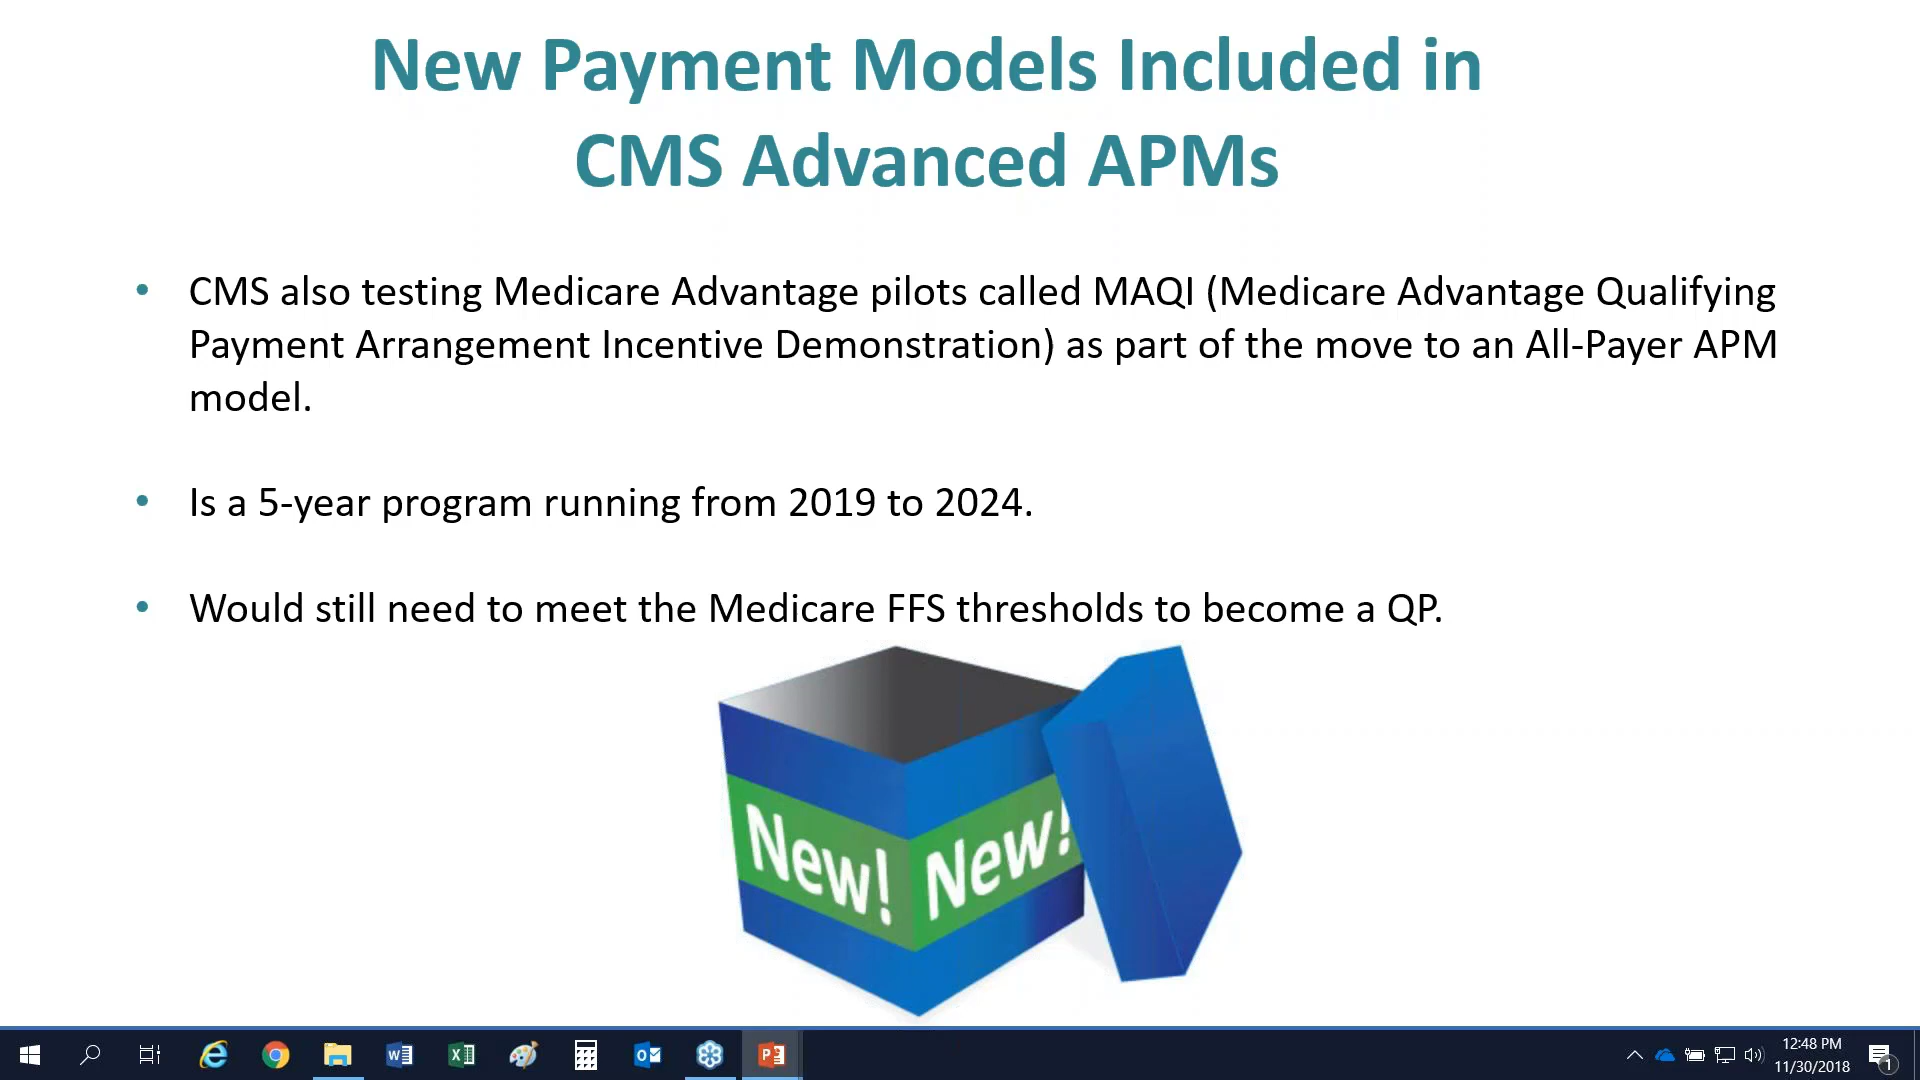 New Payment Models Included in
CMS Advanced APMs
• CMS also testing Medicare Advantage pilots called MAQI (Medicare Advantage Qualifying
Payment Arrangement Incentive Demonstration) as part of the move to an All-Payer APM
model.
• Is a 5-year program running from 2019 to 2024.
• Would still need to meet the Medicare FFS thresholds to become a QP.
New! New!
12:48 PM
11/30/2018
1